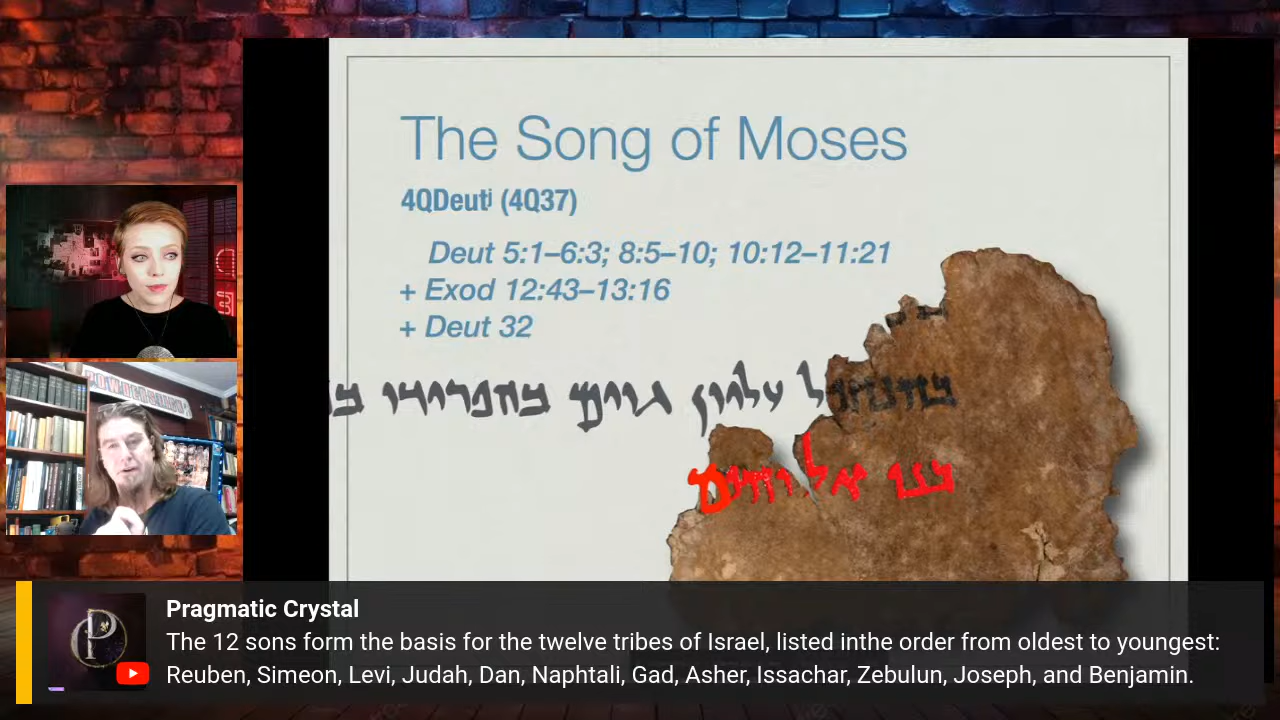 The Song of Moses
4QDeutʲ (4Q37)
Deut 5:1–6:3; 8:5–10; 10:12–11:21
+ Exod 12:43–13:16
+ Deut 32
בהנחיל עליון גוים בהפרידו ב
בני אלוהים
Pragmatic Crystal
The 12 sons form the basis for the twelve tribes of Israel, listed inthe order from oldest to youngest:
Reuben, Simeon, Levi, Judah, Dan, Naphtali, Gad, Asher, Issachar, Zebulun, Joseph, and Benjamin.